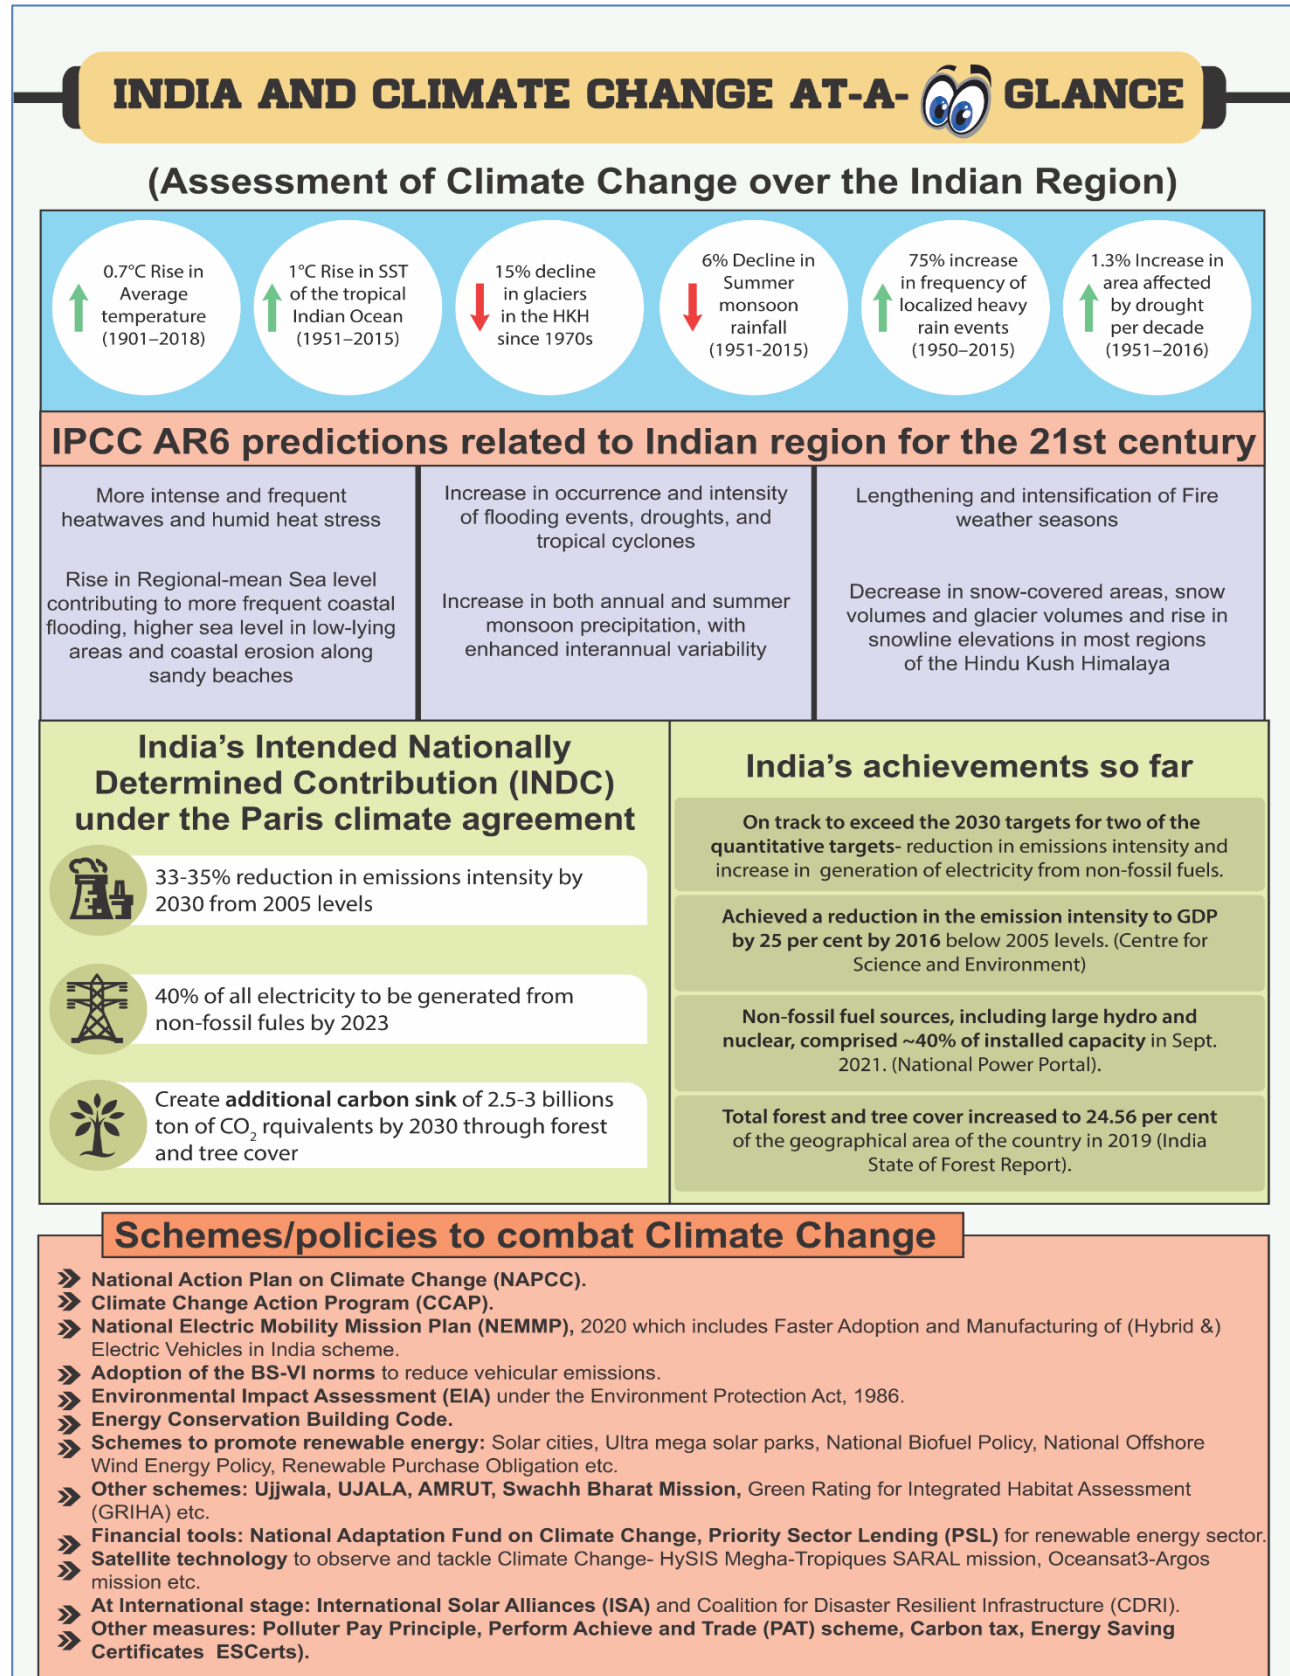 INDIA AND CLIMATE CHANGE AT-A- GLANCE
(Assessment of Climate Change over the Indian Region)
0.7°C Rise in
Average
temperature
(1901–2018)
1°C Rise in SST
of the tropical
Indian Ocean
(1951–2015)
15% decline
in glaciers
in the HKH
since 1970s
6% Decline in
Summer
monsoon
rainfall
(1951-2015)
75% increase
in frequency of
localized heavy
rain events
(1950–2015)
1.3% Increase in
area affected
by drought
per decade
(1951–2016)
IPCC AR6 predictions related to Indian region for the 21st century
More intense and frequent
heatwaves and humid heat stress
Rise in Regional-mean Sea level
contributing to more frequent coastal
flooding, higher sea level in low-lying
areas and coastal erosion along
sandy beaches
Increase in occurrence and intensity
of flooding events, droughts, and
tropical cyclones
Increase in both annual and summer
monsoon precipitation, with
enhanced interannual variability
Lengthening and intensification of Fire
weather seasons
Decrease in snow-covered areas, snow
volumes and glacier volumes and rise in
snowline elevations in most regions
of the Hindu Kush Himalaya
India’s Intended Nationally
Determined Contribution (INDC)
under the Paris climate agreement
33-35% reduction in emissions intensity by
2030 from 2005 levels
40% of all electricity to be generated from
non-fossil fules by 2023
Create additional carbon sink of 2.5-3 billions
ton of CO₂ rquivalents by 2030 through forest
and tree cover
India’s achievements so far
On track to exceed the 2030 targets for two of the
quantitative targets- reduction in emissions intensity and
increase in generation of electricity from non-fossil fuels.
Achieved a reduction in the emission intensity to GDP
by 25 per cent by 2016 below 2005 levels. (Centre for
Science and Environment)
Non-fossil fuel sources, including large hydro and
nuclear, comprised ~40% of installed capacity in Sept.
2021. (National Power Portal).
Total forest and tree cover increased to 24.56 per cent
of the geographical area of the country in 2019 (India
State of Forest Report).
Schemes/policies to combat Climate Change
National Action Plan on Climate Change (NAPCC).
Climate Change Action Program (CCAP).
National Electric Mobility Mission Plan (NEMMP), 2020 which includes Faster Adoption and Manufacturing of (Hybrid &)
Electric Vehicles in India scheme.
Adoption of the BS-VI norms to reduce vehicular emissions.
Environmental Impact Assessment (EIA) under the Environment Protection Act, 1986.
Energy Conservation Building Code.
Schemes to promote renewable energy: Solar cities, Ultra mega solar parks, National Biofuel Policy, National Offshore
Wind Energy Policy, Renewable Purchase Obligation etc.
Other schemes: Ujjwala, UJALA, AMRUT, Swachh Bharat Mission, Green Rating for Integrated Habitat Assessment
(GRIHA) etc.
Financial tools: National Adaptation Fund on Climate Change, Priority Sector Lending (PSL) for renewable energy sector.
Satellite technology to observe and tackle Climate Change- HySIS Megha-Tropiques SARAL mission, Oceansat3-Argos
mission etc.
At International stage: International Solar Alliances (ISA) and Coalition for Disaster Resilient Infrastructure (CDRI).
Other measures: Polluter Pay Principle, Perform Achieve and Trade (PAT) scheme, Carbon tax, Energy Saving
Certificates ESCerts).